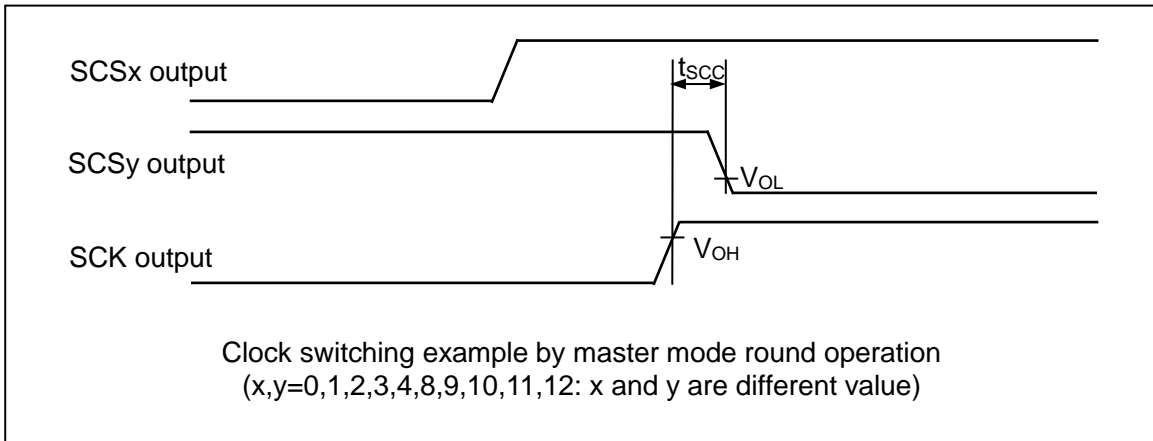 SCSx output
tSCC
SCSy output
VOL
SCK output
VOH
Clock switching example by master mode round operation
(x,y=0,1,2,3,4,8,9,10,11,12: x and y are different value)